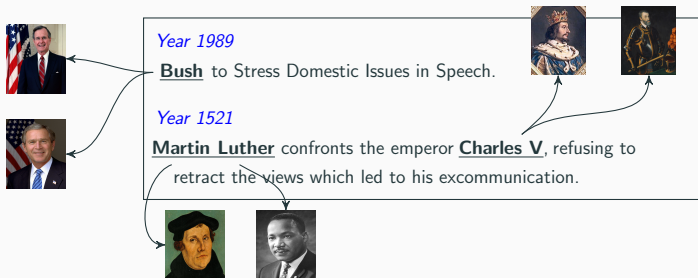 Year 1989
Bush to Stress Domestic Issues in Speech.
Year 1521
Martin Luther confronts the emperor Charles V, refusing to
retract the views which led to his excommunication.